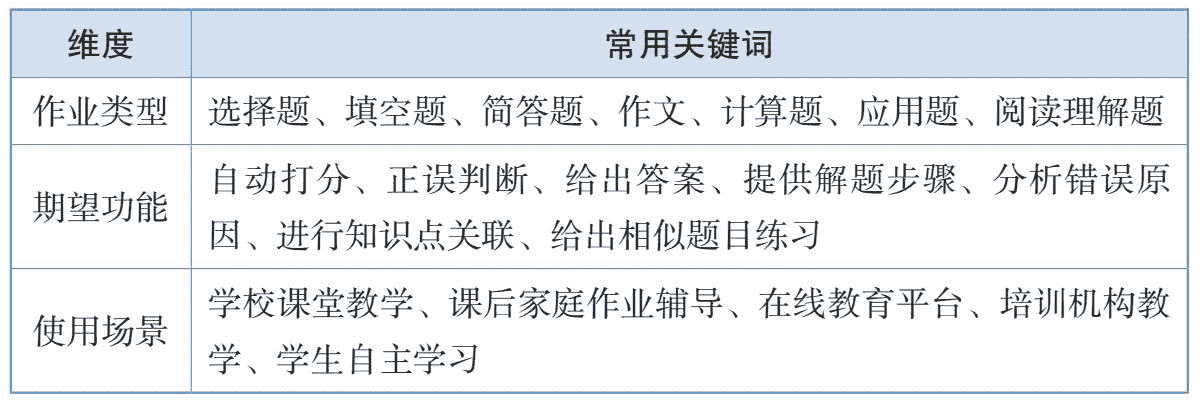 维度 常用关键词
作业类型 选择题、填空题、简答题、作文、计算题、应用题、阅读理解题
期望功能 自动打分、正误判断、给出答案、提供解题步骤、分析错误原
因、进行知识点关联、给出相似题目练习
使用场景 学校课堂教学、课后家庭作业辅导、在线教育平台、培训机构教
学、学生自主学习